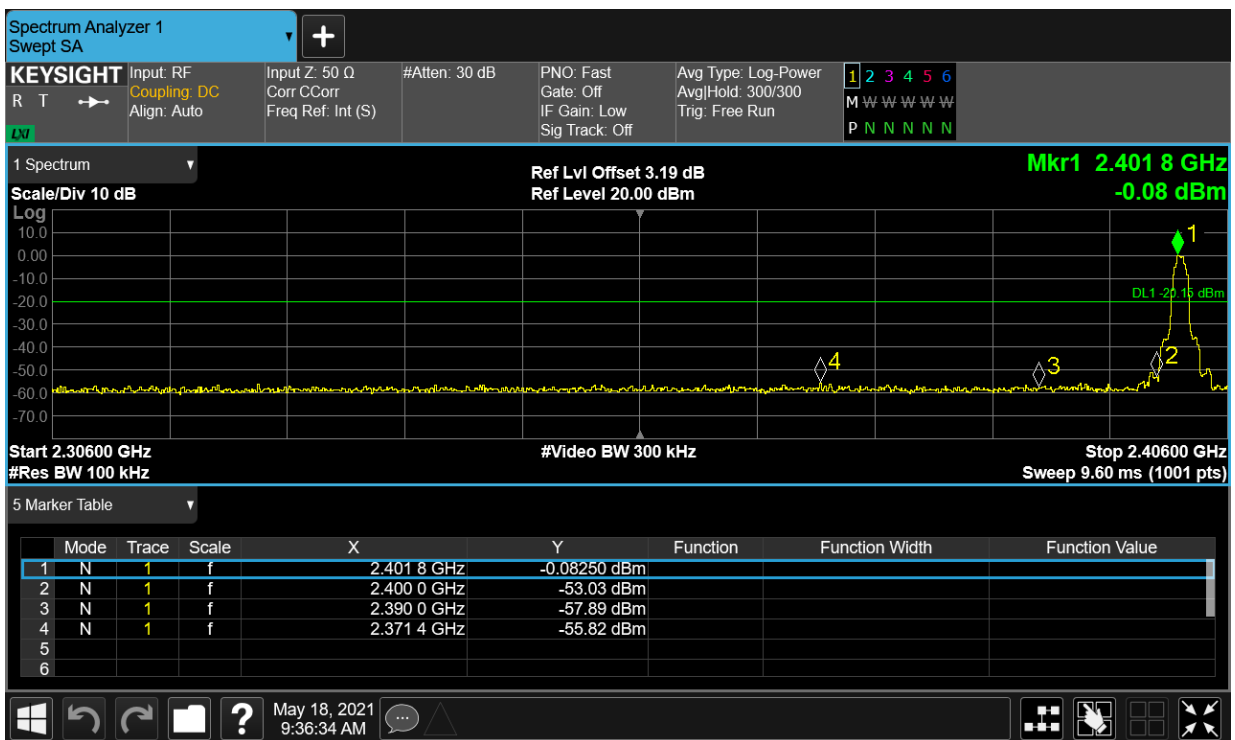 Spectrum Analyzer 1
Swept SA
+
KEYSIGHT
R T
LXI
Input: RF
Coupling: DC
Align: Auto
Input Z: 50 Ω
Corr CCorr
Freq Ref: Int (S)
#Atten: 30 dB
PNO: Fast
Gate: Off
IF Gain: Low
Sig Track: Off
Avg Type: Log-Power
Avg|Hold: 300/300
Trig: Free Run
1 2 3 4 5 6
M W W W W W
P N N N N N
1 Spectrum
Scale/Div 10 dB
Ref Lvl Offset 3.19 dB
Ref Level 20.00 dBm
Mkr1 2.401 8 GHz
-0.08 dBm
Log
10.0
0.00
-10.0
-20.0
-30.0
-40.0
-50.0
-60.0
-70.0
1
DL1 -20.15 dBm
4
3
2
Start 2.30600 GHz
#Res BW 100 kHz
#Video BW 300 kHz
Stop 2.40600 GHz
Sweep 9.60 ms (1001 pts)
5 Marker Table
Mode Trace Scale X Y Function Function Width Function Value
1 N 1 f 2.401 8 GHz -0.08250 dBm
2 N 1 f 2.400 0 GHz -53.03 dBm
3 N 1 f 2.390 0 GHz -57.89 dBm
4 N 1 f 2.371 4 GHz -55.82 dBm
5
6
?
May 18, 2021
9:36:34 AM